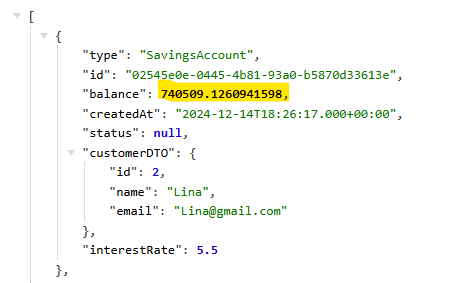 [
{
"type": "SavingsAccount",
"id": "02545e0e-0445-4b81-93a0-b5870d33613e",
"balance": 740509.1260941598,
"createdAt": "2024-12-14T18:26:17.000+00:00",
"status": null,
"customerDTO": {
"id": 2,
"name": "Lina",
"email": "Lina@gmail.com"
},
"interestRate": 5.5
},